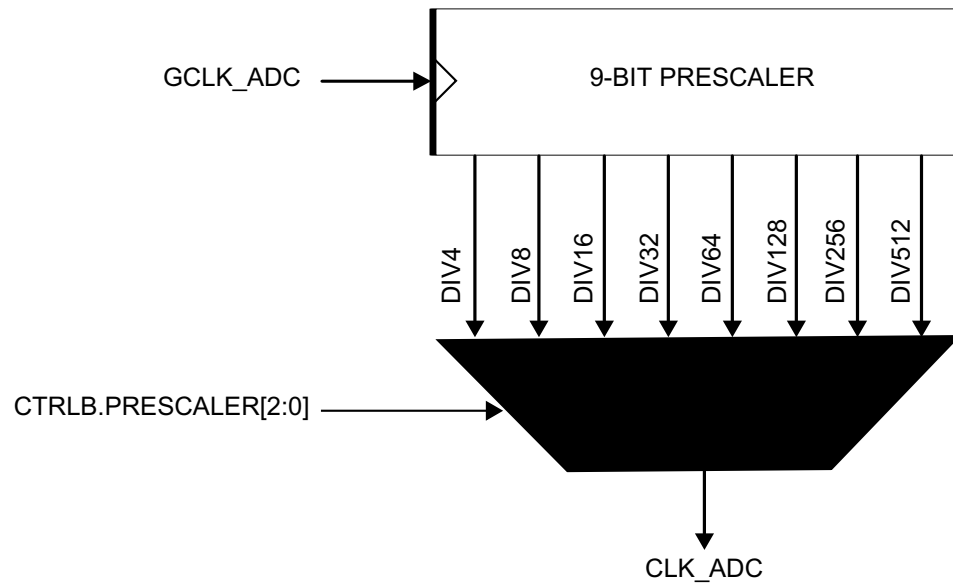 GCLK_ADC
9-BIT PRESCALER
DIV4
DIV8
DIV16
DIV32
DIV64
DIV128
DIV256
DIV512
CTRLB.PRESCALER[2:0]
CLK_ADC